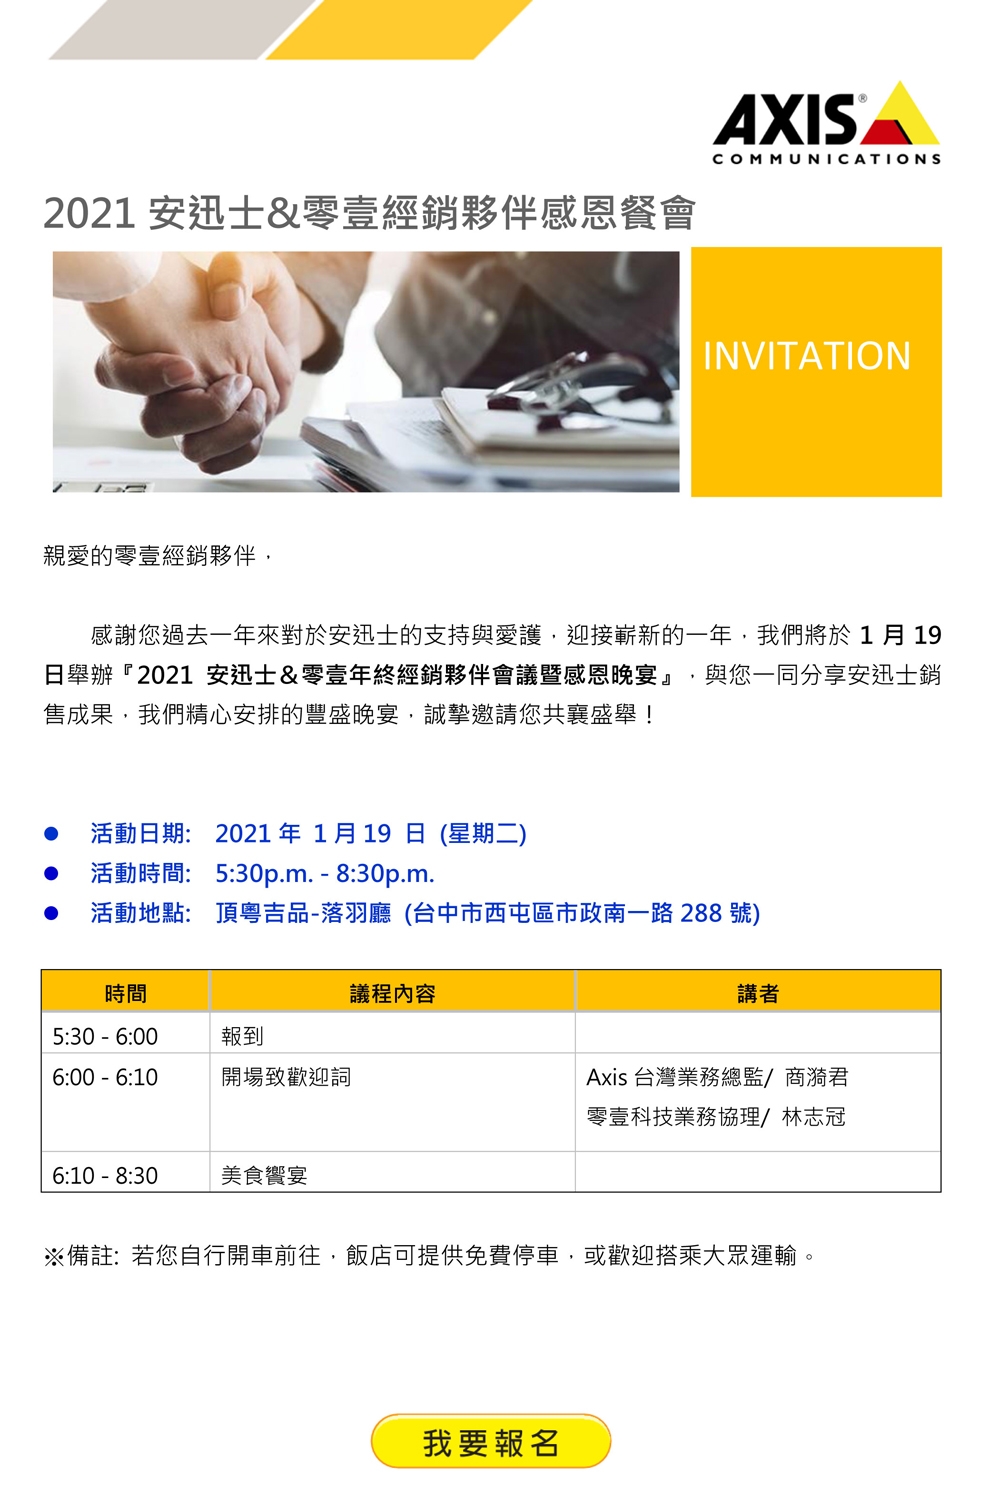 AXIS®
COMMUNICATIONS
2021 安迅士&零壹經銷夥伴感恩餐會
INVITATION
親愛的零壹經銷夥伴，
感謝您過去一年來對於安迅士的支持與愛護，迎接嶄新的一年，我們將於 1 月 19
日舉辦『2021 安迅士＆零壹年終經銷夥伴會議暨感恩晚宴』，與您一同分享安迅士銷
售成果，我們精心安排的豐盛晚宴，誠摯邀請您共襄盛舉！
● 活動日期: 2021 年 1 月 19 日 (星期二)
● 活動時間: 5:30p.m. - 8:30p.m.
● 活動地點: 頂粵吉品-落羽廳 (台中市西屯區市政南一路 288 號)
時間 議程內容 講者
5:30 - 6:00 報到
6:00 - 6:10 開場致歡迎詞 Axis 台灣業務總監/ 商漪君
零壹科技業務協理/ 林志冠
6:10 - 8:30 美食饗宴
※備註: 若您自行開車前往，飯店可提供免費停車，或歡迎搭乘大眾運輸。
我要報名